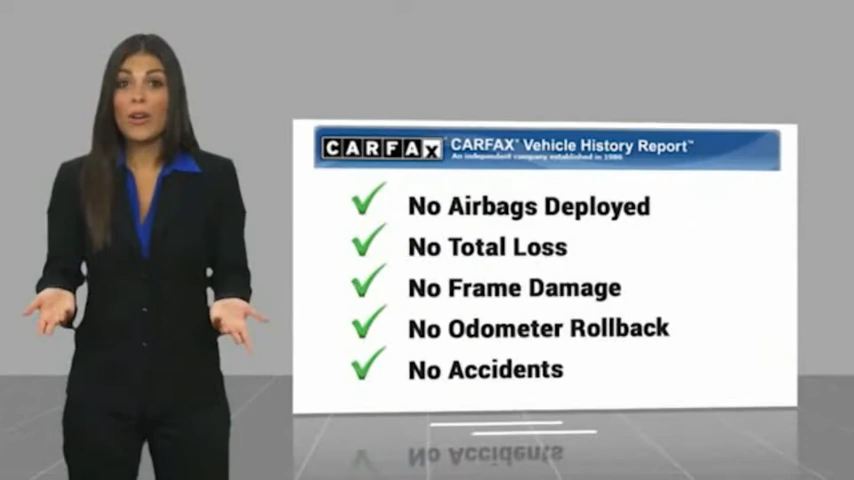 CARFAX CARFAX™ Vehicle History Report™
An independent company established in 1986
No Airbags Deployed
No Total Loss
No Frame Damage
No Odometer Rollback
No Accidents
No Accidents